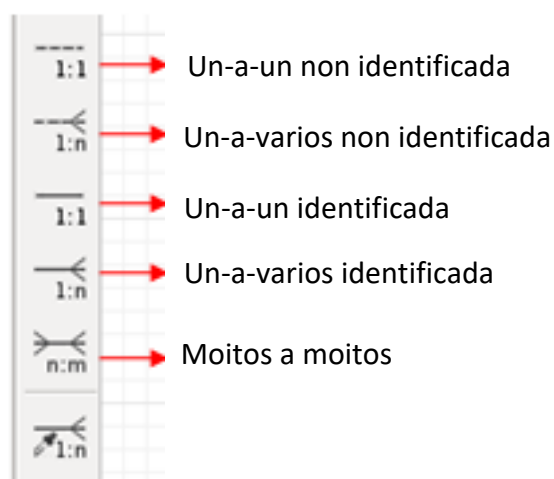 1:1 Un-a-un non identificada
1:n Un-a-varios non identificada
1:1 Un-a-un identificada
1:n Un-a-varios identificada
n:m Moitos a moitos
1:n